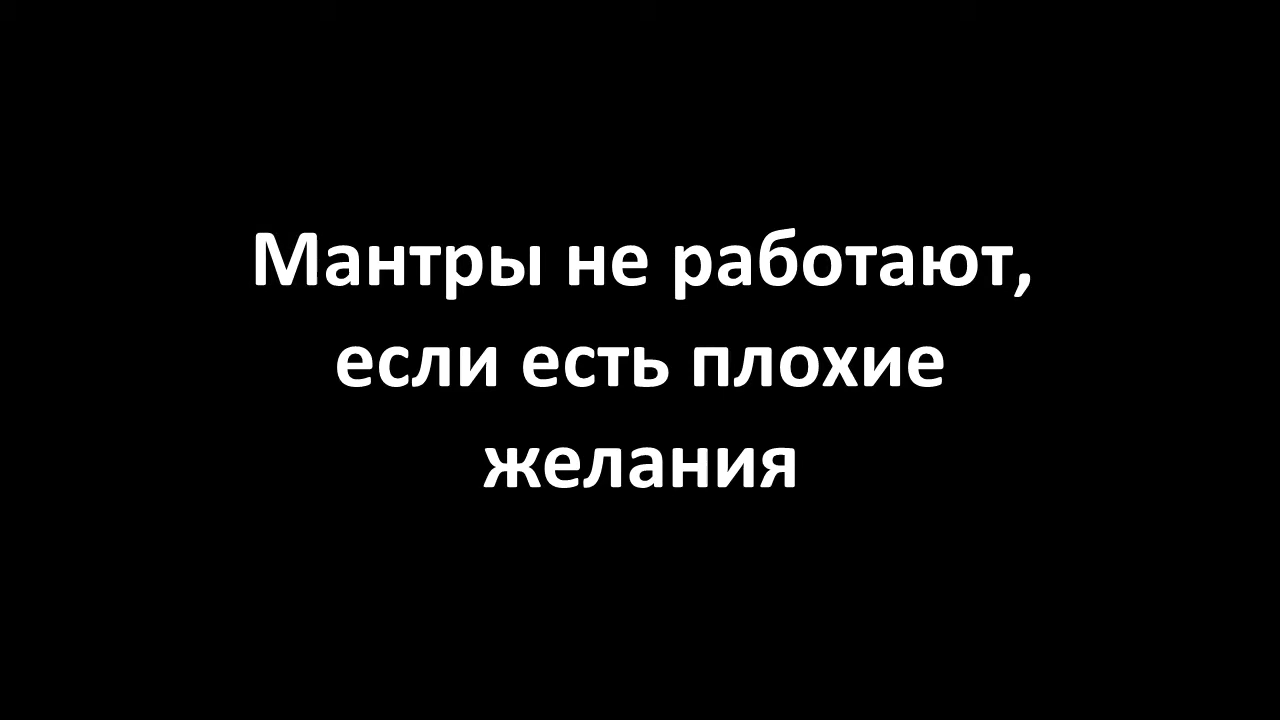 Мантры не работают,
если есть плохие
желания